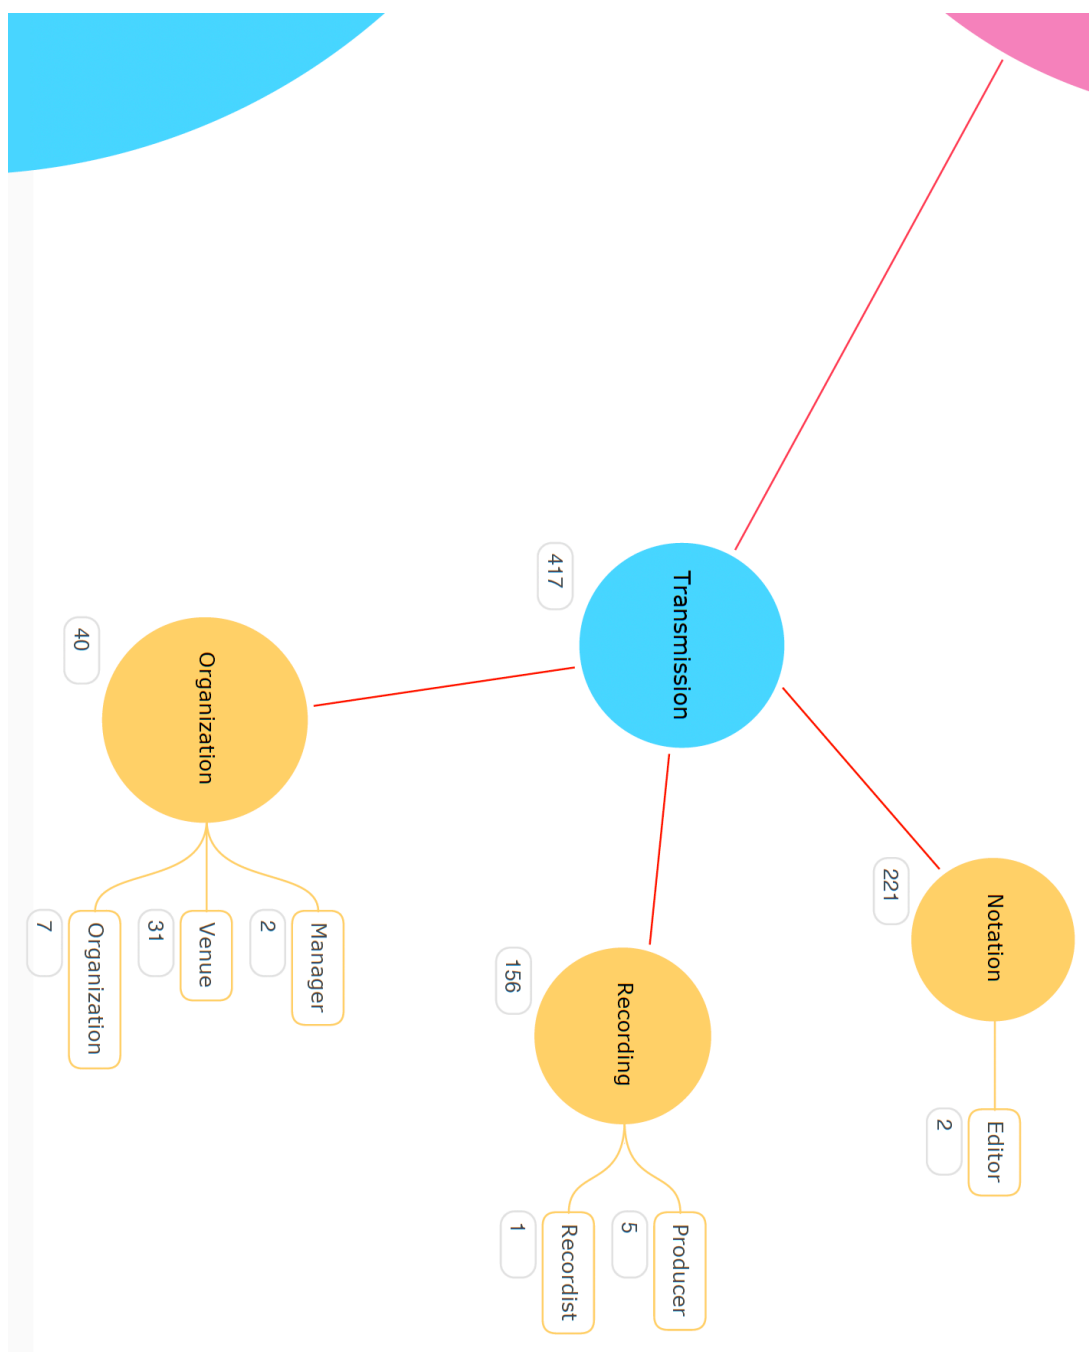 Transmission
417
Notation
221
Editor
2
Recording
156
Producer
5
Recordist
1
Organization
40
Manager
2
Venue
31
Organization
7